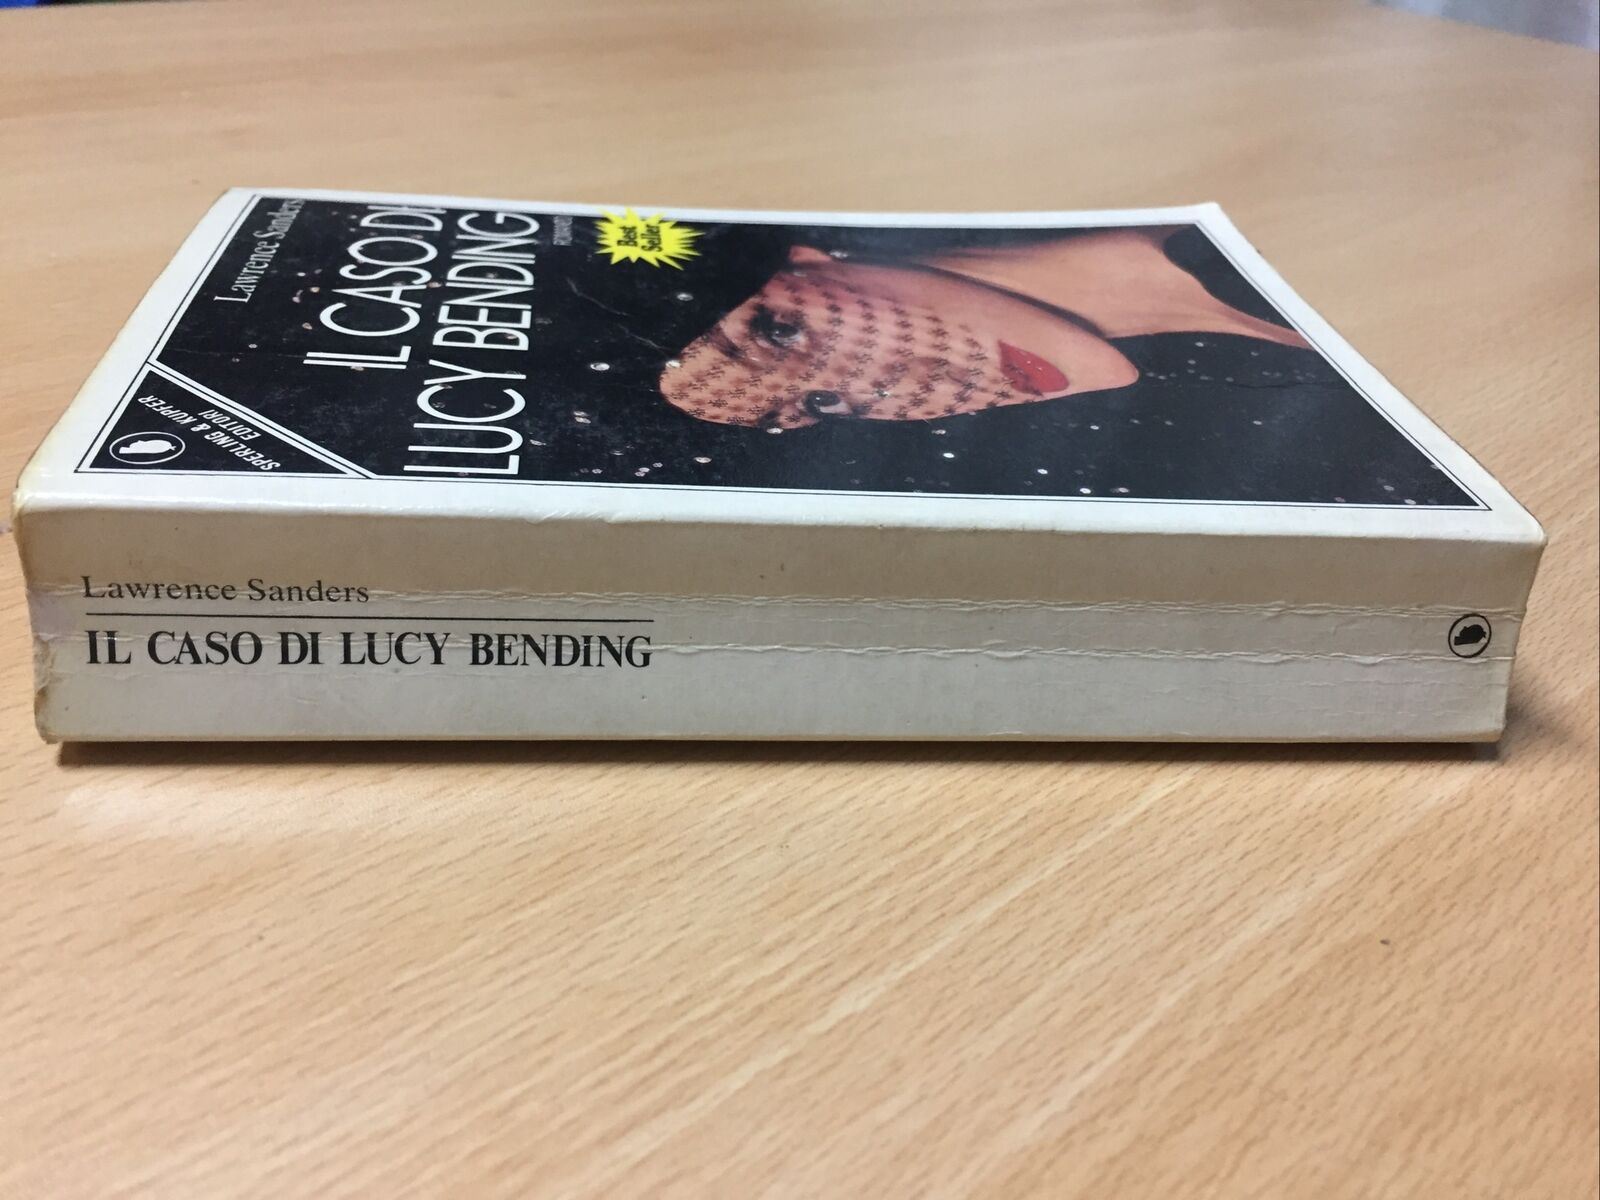 Lawrence Sanders
IL CASO DI
LUCY BENDING
ROMANZO
Best
Seller
SPERLING & KUPFER
EDITORI
Lawrence Sanders
IL CASO DI LUCY BENDING